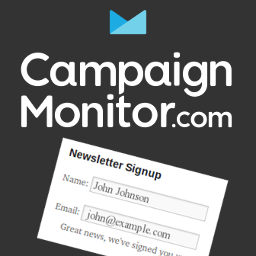 Campaign
Monitor.com
Newsletter Signup
Name: John Johnson
Email: john@example.com
Great news, we've signed you